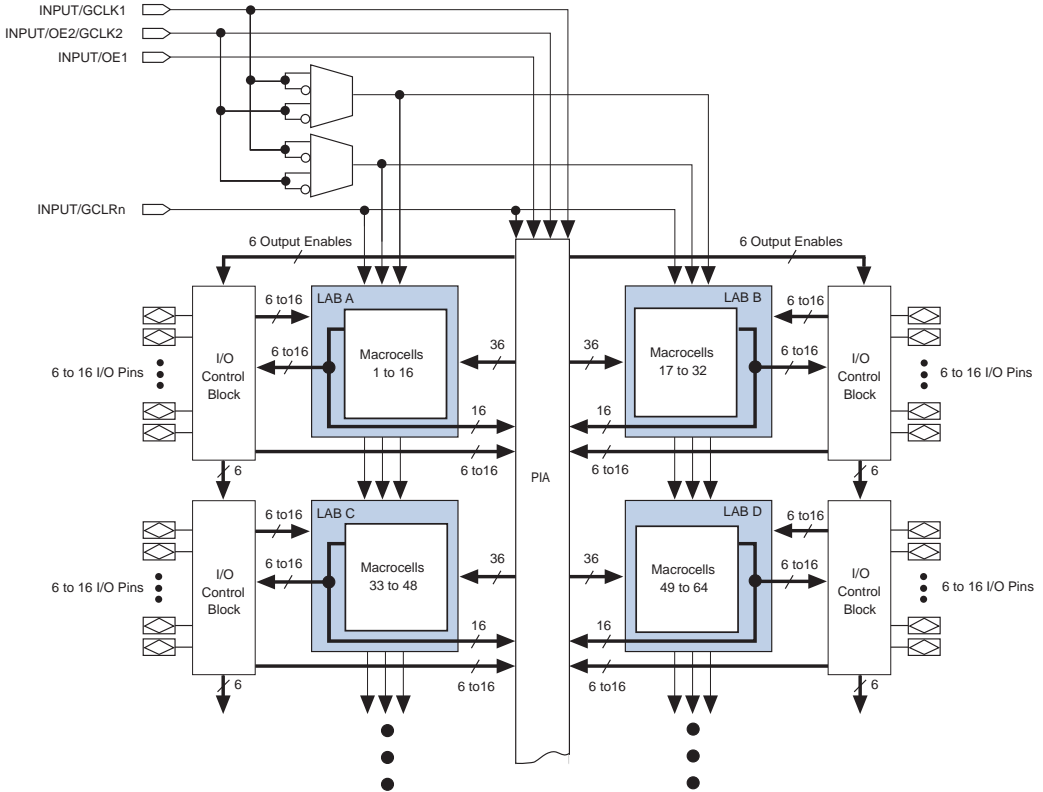 INPUT/GCLK1
INPUT/OE2/GCLK2
INPUT/OE1
INPUT/GCLRn
6 Output Enables
6 Output Enables
6 to16
LAB A
LAB B
6 to16
6 to 16 I/O Pins
I/O
Control
Block
6 to16
Macrocells
1 to 16
36
36
Macrocells
17 to 32
6 to16
I/O
Control
Block
6 to 16 I/O Pins
16
16
6 to16
6 to16
PIA
6
6
6 to16
LAB C
LAB D
6 to16
6 to 16 I/O Pins
I/O
Control
Block
6 to16
Macrocells
33 to 48
36
36
Macrocells
49 to 64
6 to16
I/O
Control
Block
6 to 16 I/O Pins
16
16
6 to16
6 to16
6
6